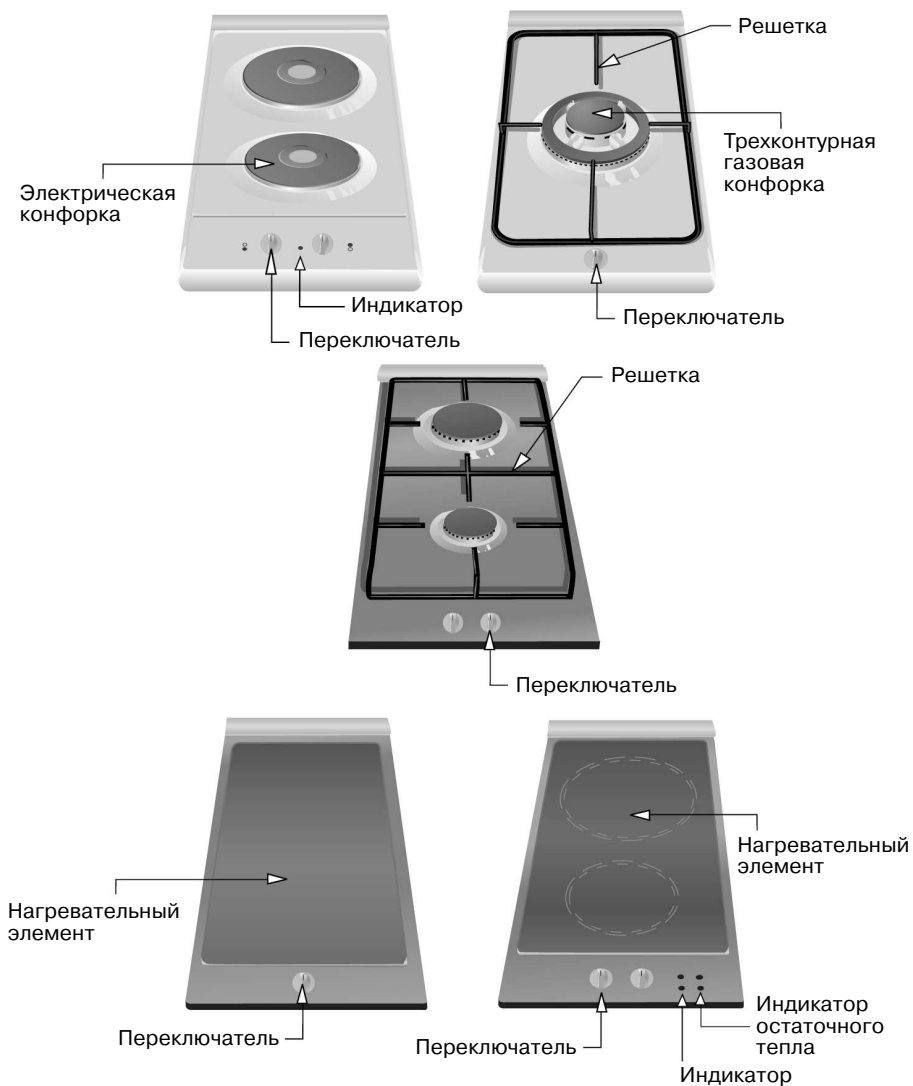 Решетка
Трехконтурная
газовая
конфорка
Электрическая
конфорка
Индикатор
Переключатель
Переключатель
Решетка
Переключатель
Нагревательный
элемент
Нагревательный
элемент
Переключатель
Переключатель
Индикатор
остаточного
тепла
Индикатор